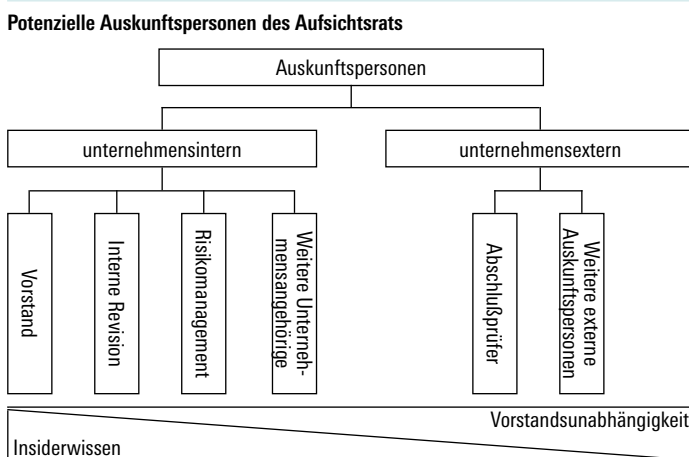 Potenzielle Auskunftspersonen des Aufsichtsrats
Auskunftspersonen
unternehmensintern
unternehmensextern
Vorstand
Interne Revision
Risikomanagement
Weitere Unterneh-
mensangehörige
Abschlußprüfer
Weitere externe
Auskunftspersonen
Vorstandsunabhängigkeit
Insiderwissen